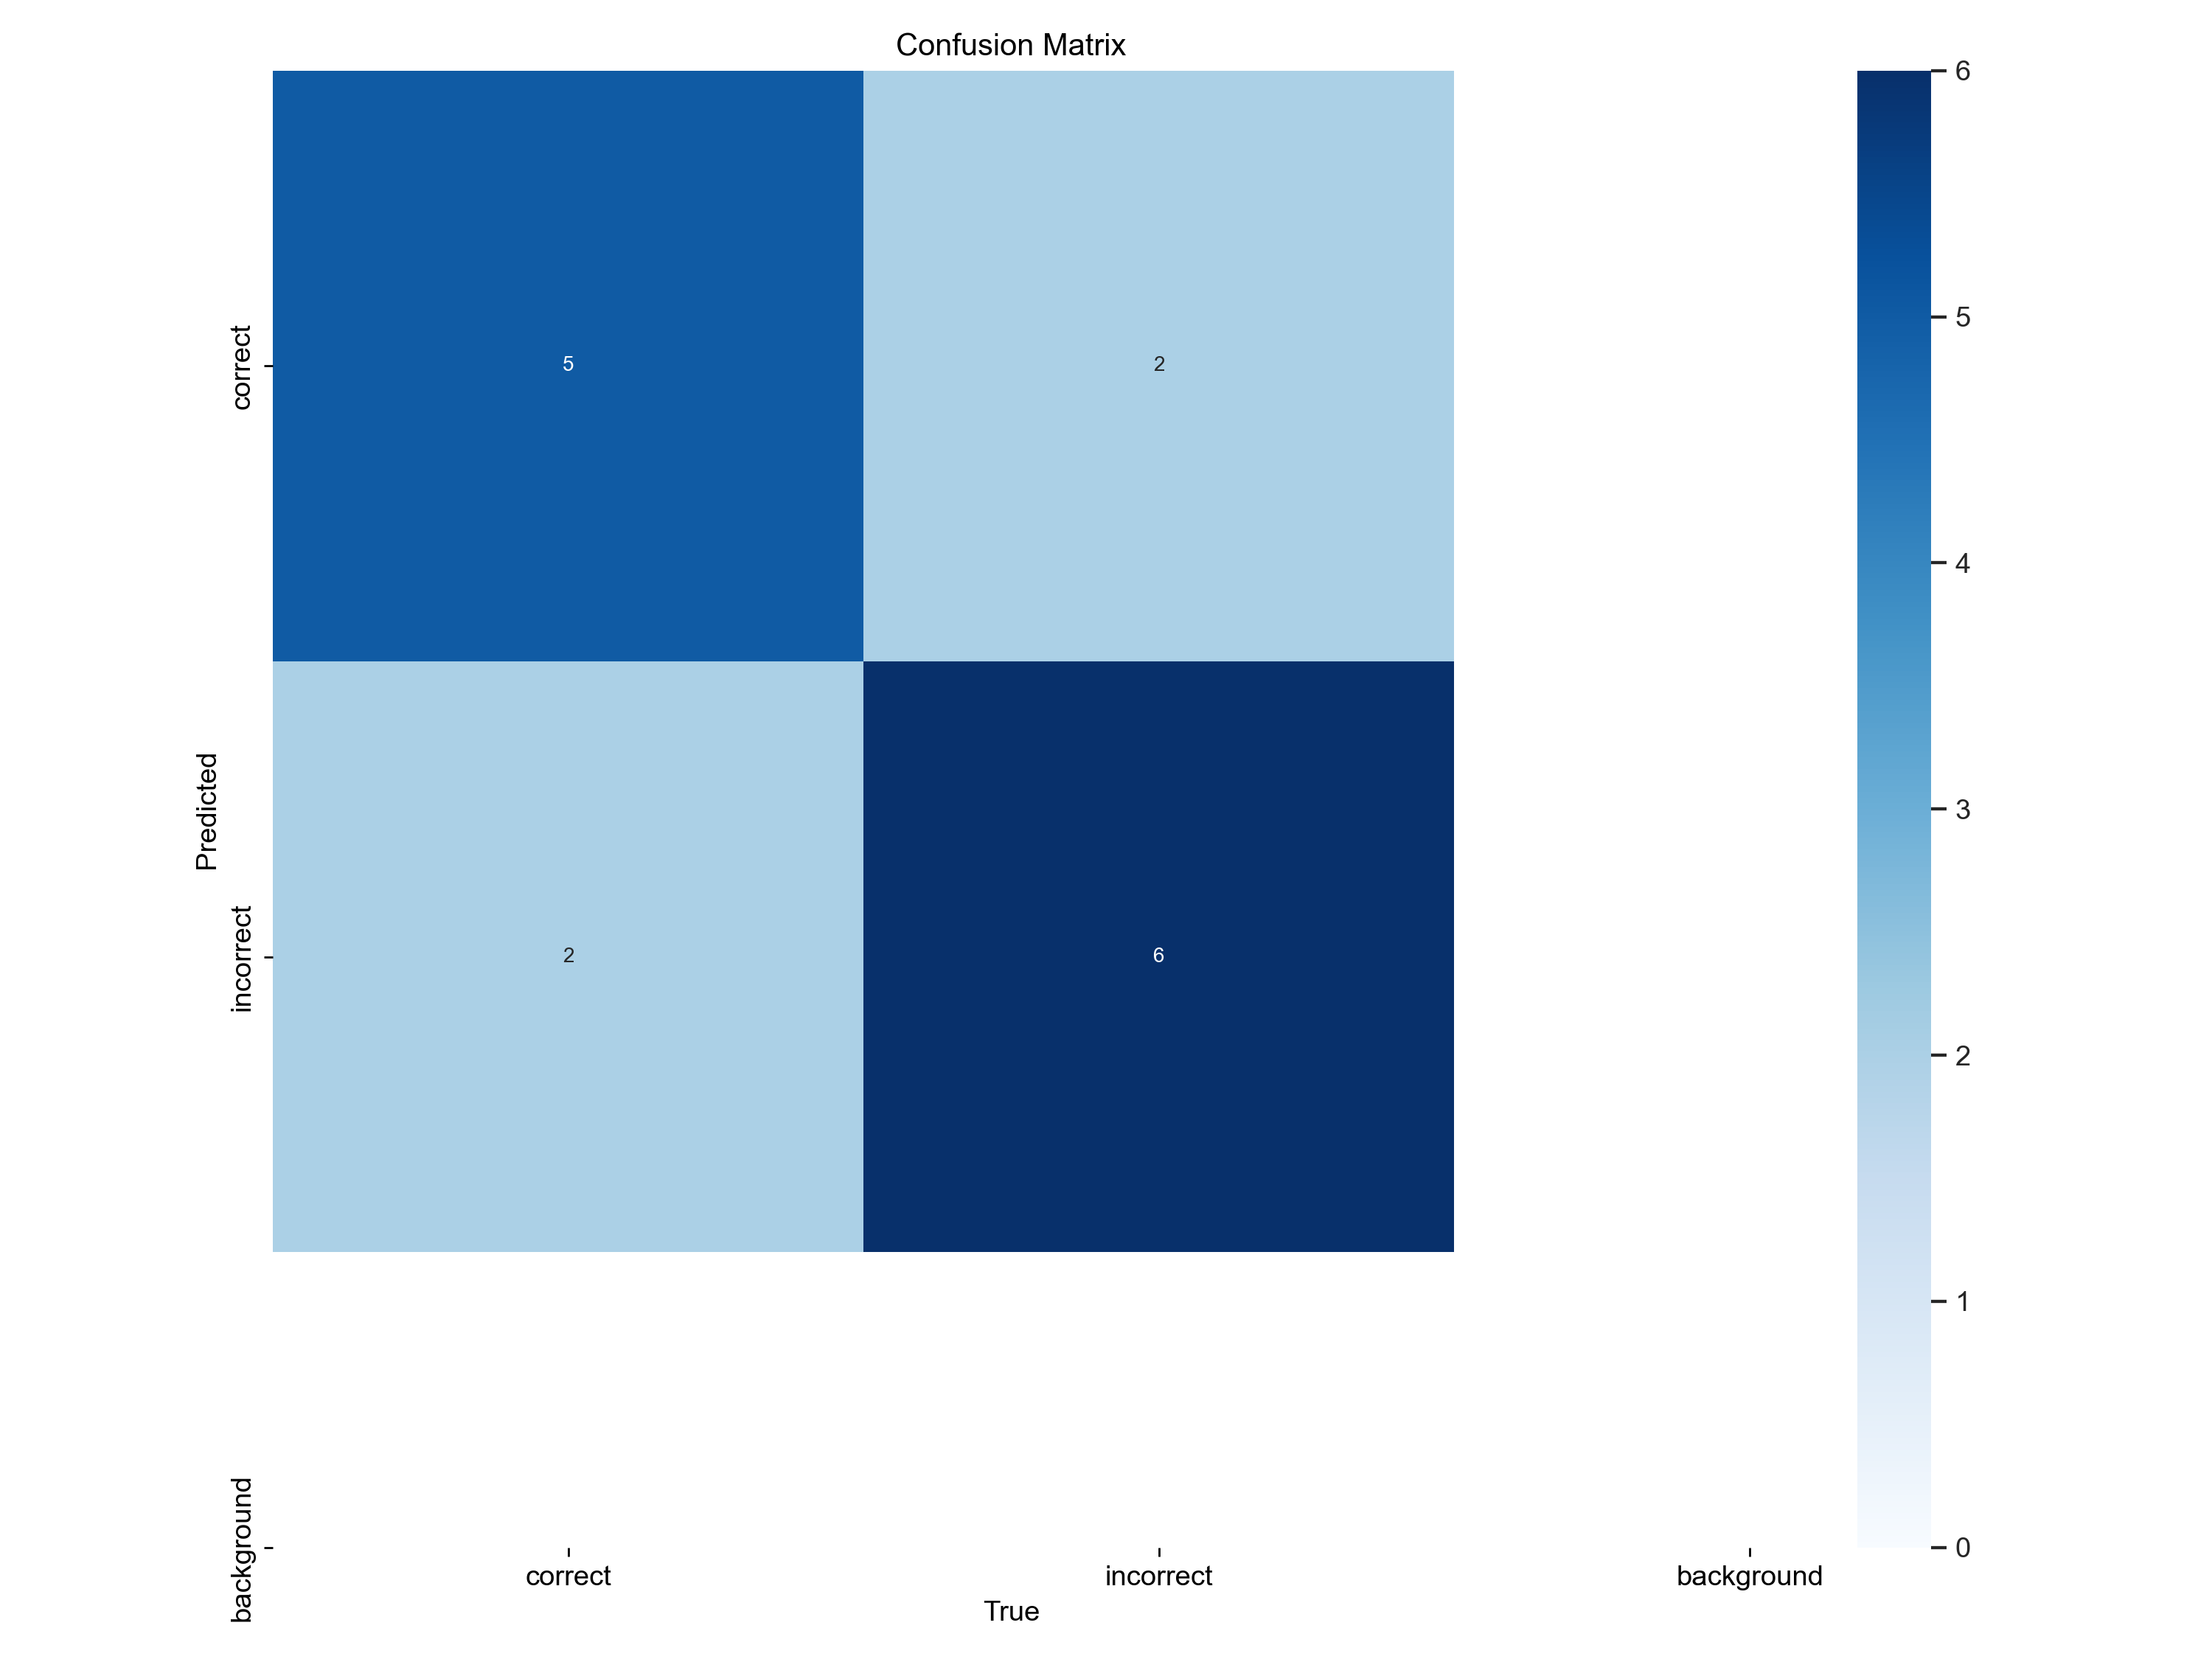 Confusion Matrix
correct
5
2
Predicted
incorrect
2
6
background
correct
incorrect
background
True
6
5
4
3
2
1
0